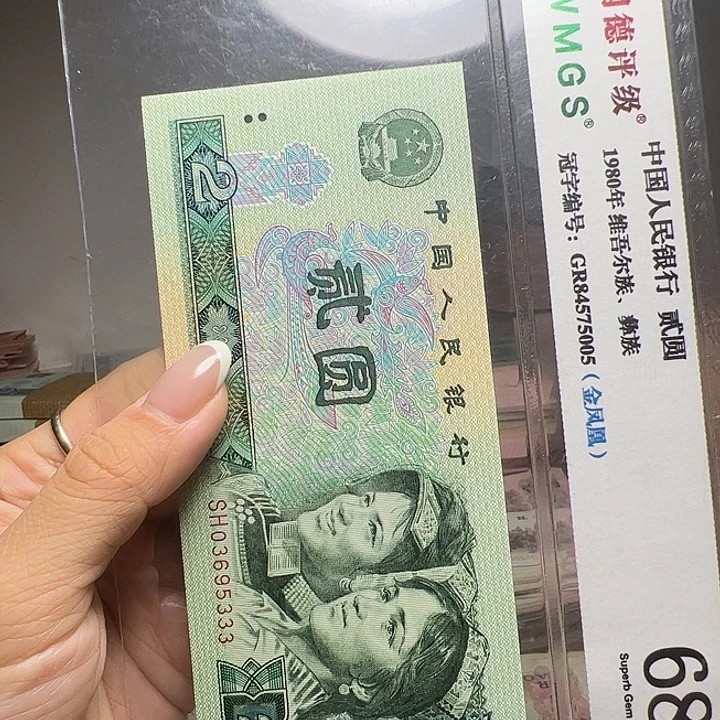 德评级®
WMGS®
中国人民银行 贰圆
1980年 维吾尔族、彝族
冠字编号：GR84575005（金凤凰）
68
Superb Gem
中国人民银行
贰圆
2
SH03695333